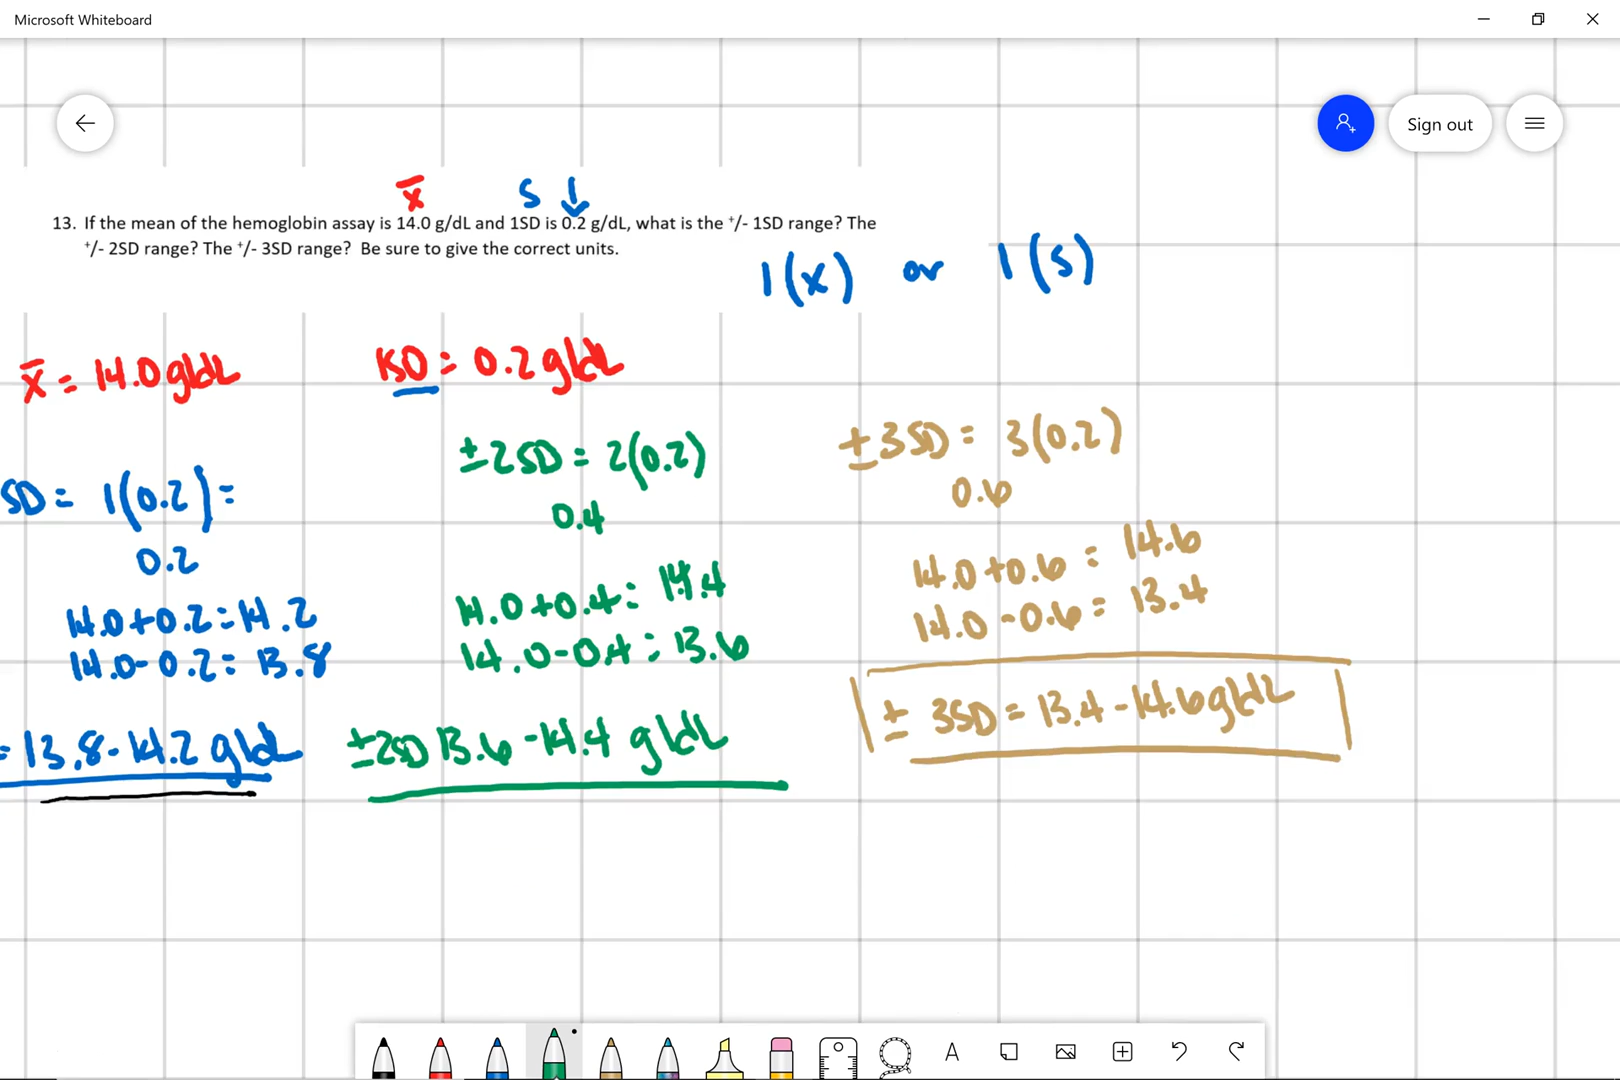 Microsoft Whiteboard
Sign out
x̄ S ↓
13. If the mean of the hemoglobin assay is 14.0 g/dL and 1SD is 0.2 g/dL, what is the +/- 1SD range? The
+/- 2SD range? The +/- 3SD range? Be sure to give the correct units.
1(x) or 1(s)
x̄ = 14.0 g/dL
1SD = 0.2 g/dL
SD = 1(0.2) =
0.2
14.0+0.2=14.2
14.0-0.2=13.8
= 13.8-14.2 g/dL
±2SD = 2(0.2)
0.4
14.0+0.4=14.4
14.0-0.4=13.6
±2SD 13.6-14.4 g/dL
±3SD = 3(0.2)
0.6
14.0+0.6=14.6
14.0-0.6=13.4
± 3SD = 13.4-14.6 g/dL
A